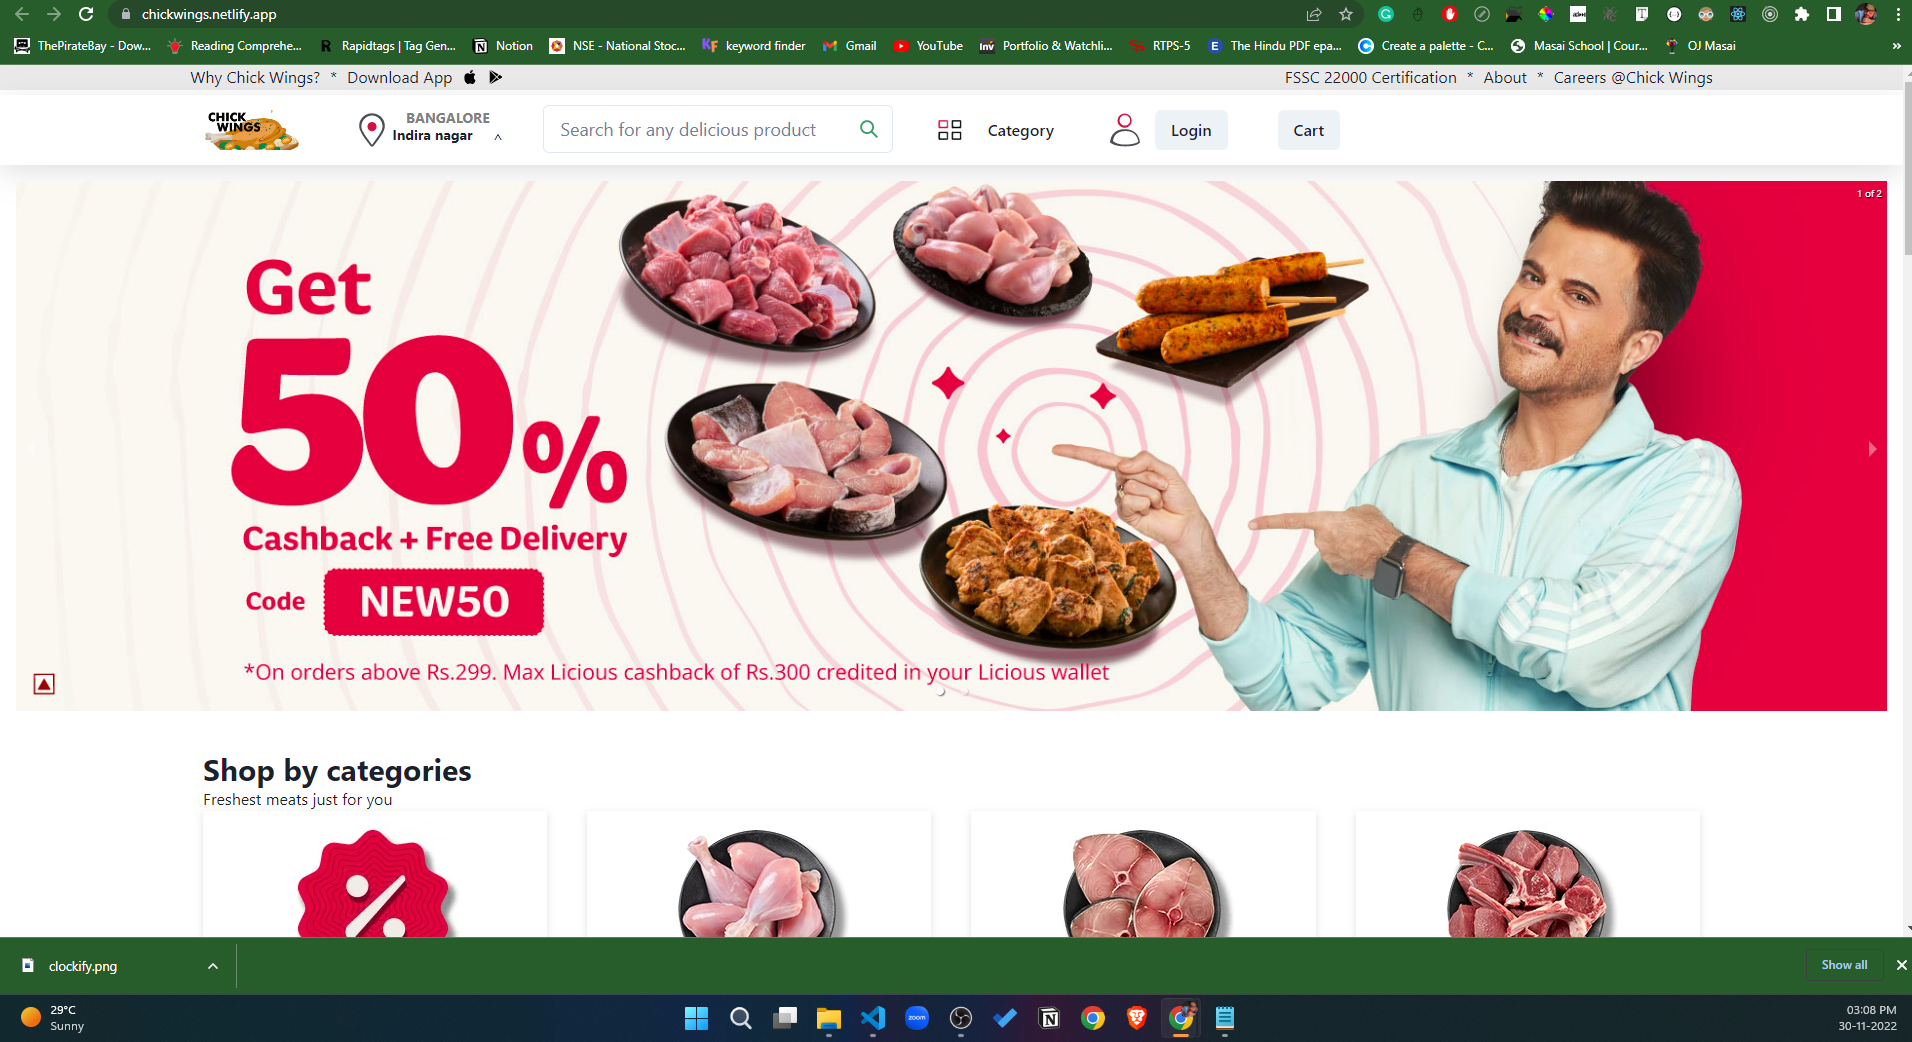 chickwings.netlify.app
ThePirateBay - Dow... Reading Comprehe... Rapidtags | Tag Gen... Notion NSE - National Stoc... keyword finder Gmail YouTube Portfolio & Watchli... RTPS-5 The Hindu PDF epa... Create a palette - C... Masai School | Cour... OJ Masai »
Why Chick Wings? * Download App FSSC 22000 Certification * About * Careers @Chick Wings
CHICK
WINGS
BANGALORE
Indira nagar
Search for any delicious product
Category
Login
Cart
1 of 2
Get
50%
Cashback + Free Delivery
Code NEW50
*On orders above Rs.299. Max Licious cashback of Rs.300 credited in your Licious wallet
Shop by categories
Freshest meats just for you
clockify.png Show all
29°C
Sunny
zoom
03:08 PM
30-11-2022